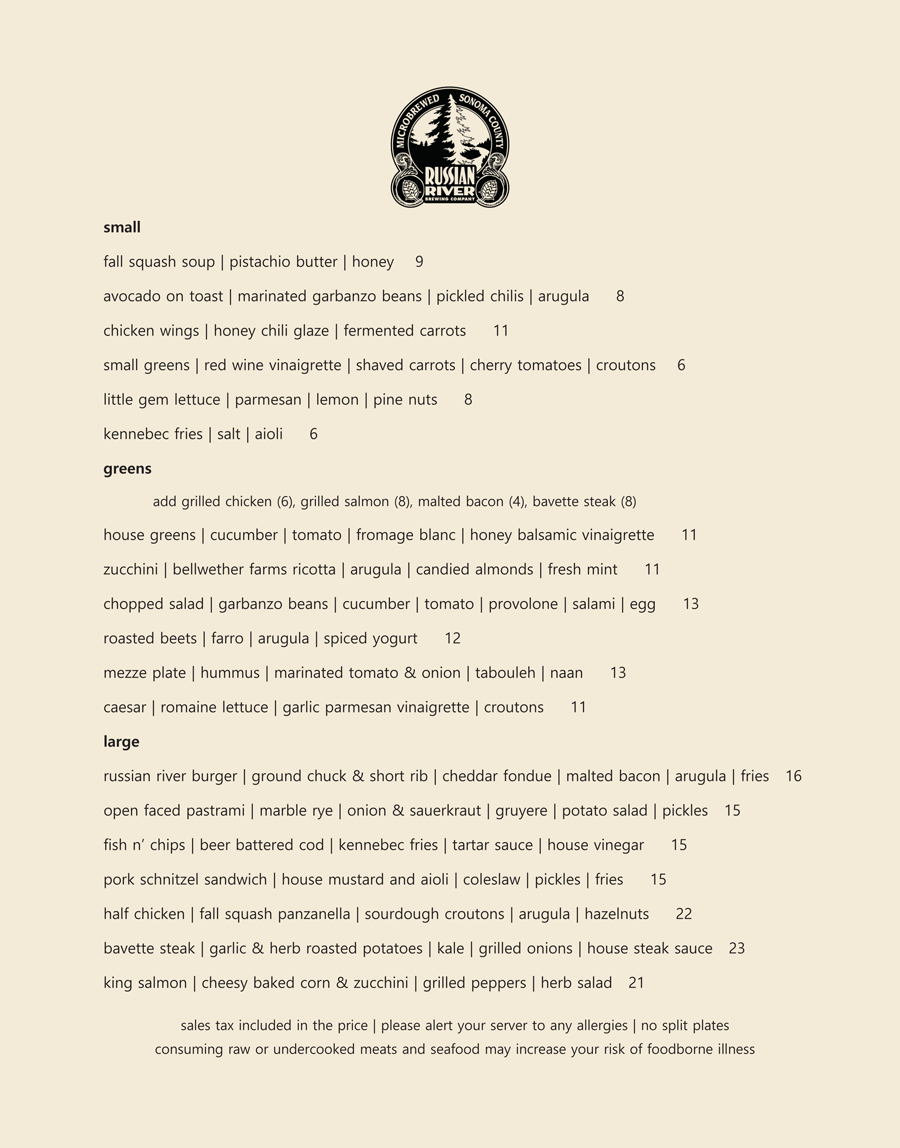 MICROBREWED SONOMA COUNTY
RUSSIAN
RIVER
BREWING COMPANY
small
fall squash soup | pistachio butter | honey 9
avocado on toast | marinated garbanzo beans | pickled chilis | arugula 8
chicken wings | honey chili glaze | fermented carrots 11
small greens | red wine vinaigrette | shaved carrots | cherry tomatoes | croutons 6
little gem lettuce | parmesan | lemon | pine nuts 8
kennebec fries | salt | aioli 6
greens
add grilled chicken (6), grilled salmon (8), malted bacon (4), bavette steak (8)
house greens | cucumber | tomato | fromage blanc | honey balsamic vinaigrette 11
zucchini | bellwether farms ricotta | arugula | candied almonds | fresh mint 11
chopped salad | garbanzo beans | cucumber | tomato | provolone | salami | egg 13
roasted beets | farro | arugula | spiced yogurt 12
mezze plate | hummus | marinated tomato & onion | tabouleh | naan 13
caesar | romaine lettuce | garlic parmesan vinaigrette | croutons 11
large
russian river burger | ground chuck & short rib | cheddar fondue | malted bacon | arugula | fries 16
open faced pastrami | marble rye | onion & sauerkraut | gruyere | potato salad | pickles 15
fish n' chips | beer battered cod | kennebec fries | tartar sauce | house vinegar 15
pork schnitzel sandwich | house mustard and aioli | coleslaw | pickles | fries 15
half chicken | fall squash panzanella | sourdough croutons | arugula | hazelnuts 22
bavette steak | garlic & herb roasted potatoes | kale | grilled onions | house steak sauce 23
king salmon | cheesy baked corn & zucchini | grilled peppers | herb salad 21
sales tax included in the price | please alert your server to any allergies | no split plates
consuming raw or undercooked meats and seafood may increase your risk of foodborne illness